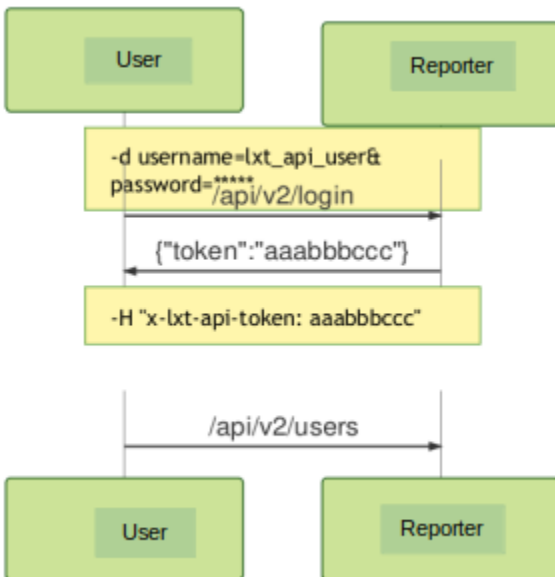 User
Reporter
-d username=lxt_api_user&
password=*****
/api/v2/login
{"token":"aaabbbccc"}
-H "x-lxt-api-token: aaabbbccc"
/api/v2/users
User
Reporter